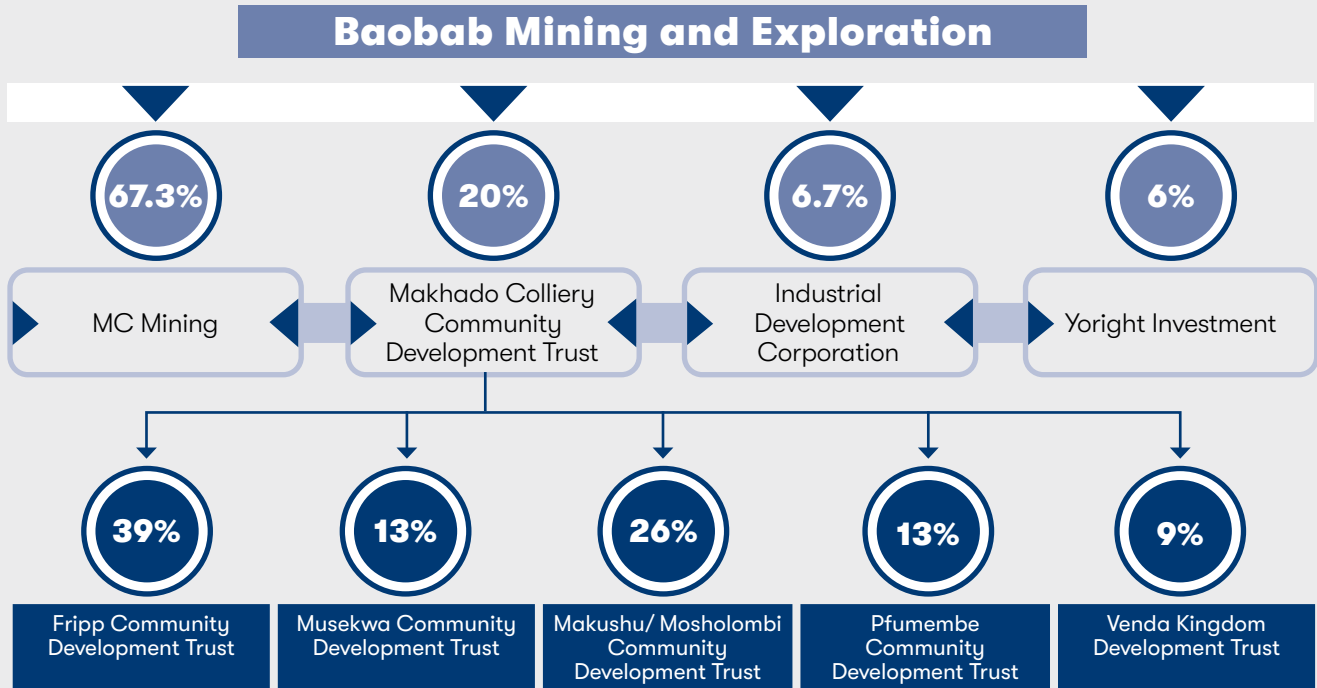 Baobab Mining and Exploration
67.3%
20%
6.7%
6%
MC Mining
Makhado Colliery
Community
Development Trust
Industrial
Development
Corporation
Yoright Investment
39%
13%
26%
13%
9%
Fripp Community
Development Trust
Musekwa Community
Development Trust
Makushu/ Mosholombi
Community
Development Trust
Pfumembe
Community
Development Trust
Venda Kingdom
Development Trust